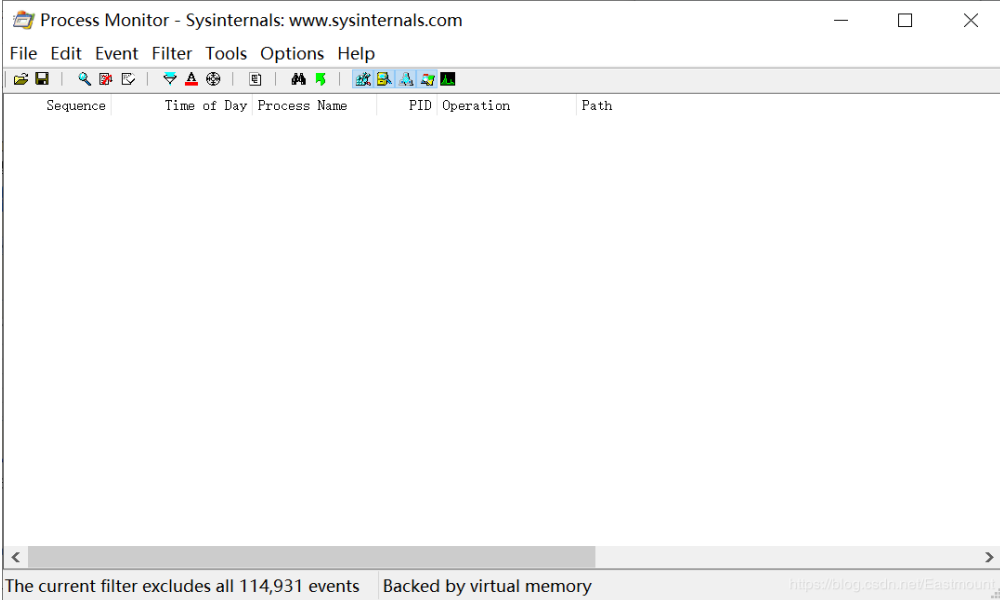 Process Monitor - Sysinternals: www.sysinternals.com
File Edit Event Filter Tools Options Help
Sequence Time of Day Process Name PID Operation Path
The current filter excludes all 114,931 events Backed by virtual memory
https://blog.csdn.net/Eastmount